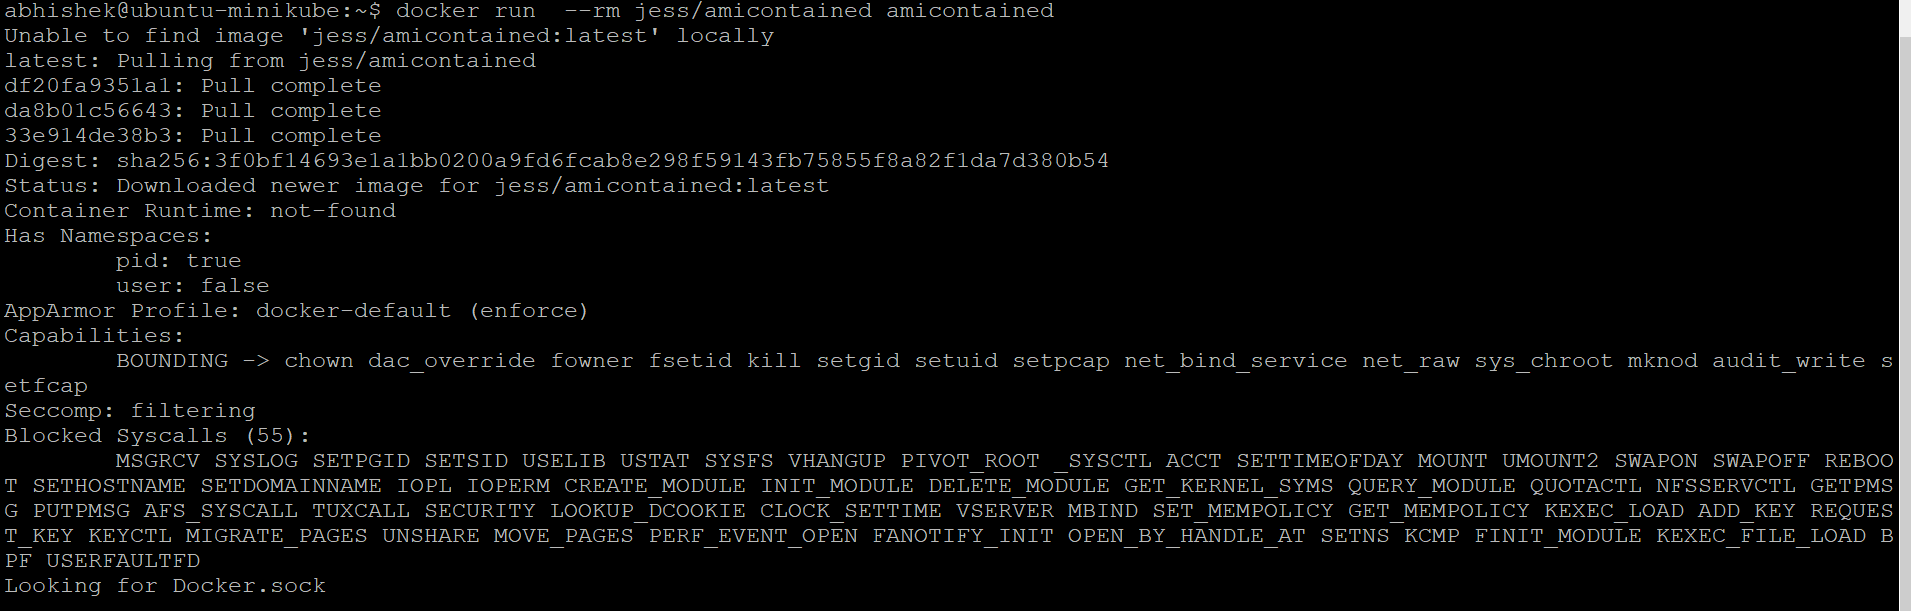 abhishek@ubuntu-minikube:~$ docker run  --rm jess/amicontained amicontained
Unable to find image 'jess/amicontained:latest' locally
latest: Pulling from jess/amicontained
df20fa9351a1: Pull complete
da8b01c56643: Pull complete
33e914de38b3: Pull complete
Digest: sha256:3f0bf14693e1a1bb0200a9fd6fcab8e298f59143fb75855f8a82f1da7d380b54
Status: Downloaded newer image for jess/amicontained:latest
Container Runtime: not-found
Has Namespaces:
        pid: true
        user: false
AppArmor Profile: docker-default (enforce)
Capabilities:
        BOUNDING -> chown dac_override fowner fsetid kill setgid setuid setpcap net_bind_service net_raw sys_chroot mknod audit_write s
etfcap
Seccomp: filtering
Blocked Syscalls (55):
        MSGRCV SYSLOG SETPGID SETSID USELIB USTAT SYSFS VHANGUP PIVOT_ROOT _SYSCTL ACCT SETTIMEOFDAY MOUNT UMOUNT2 SWAPON SWAPOFF REBOO
T SETHOSTNAME SETDOMAINNAME IOPL IOPERM CREATE_MODULE INIT_MODULE DELETE_MODULE GET_KERNEL_SYMS QUERY_MODULE QUOTACTL NFSSERVCTL GETPMS
G PUTPMSG AFS_SYSCALL TUXCALL SECURITY LOOKUP_DCOOKIE CLOCK_SETTIME VSERVER MBIND SET_MEMPOLICY GET_MEMPOLICY KEXEC_LOAD ADD_KEY REQUES
T_KEY KEYCTL MIGRATE_PAGES UNSHARE MOVE_PAGES PERF_EVENT_OPEN FANOTIFY_INIT OPEN_BY_HANDLE_AT SETNS KCMP FINIT_MODULE KEXEC_FILE_LOAD B
PF USERFAULTFD
Looking for Docker.sock